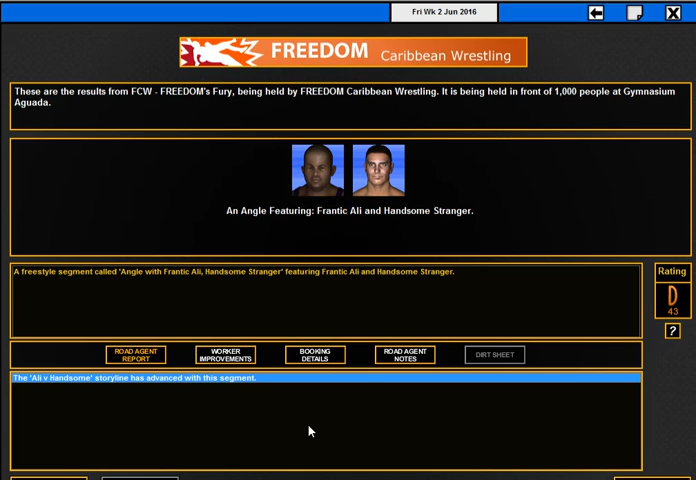 Fri Wk 2 Jun 2016
FREEDOM Caribbean Wrestling
These are the results from FCW - FREEDOM's Fury, being held by FREEDOM Caribbean Wrestling. It is being held in front of 1,000 people at Gymnasium
Aguada.
An Angle Featuring: Frantic Ali and Handsome Stranger.
A freestyle segment called 'Angle with Frantic Ali, Handsome Stranger' featuring Frantic Ali and Handsome Stranger.
Rating
D
43
?
ROAD AGENT
REPORT
WORKER
IMPROVEMENTS
BOOKING
DETAILS
ROAD AGENT
NOTES
DIRT SHEET
The 'Ali v Handsome' storyline has advanced with this segment.